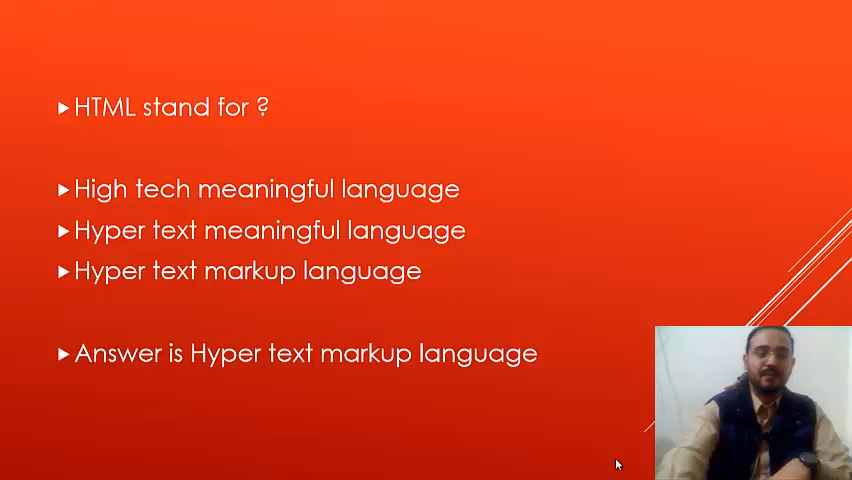 HTML stand for ?
High tech meaningful language
Hyper text meaningful language
Hyper text markup language
Answer is Hyper text markup language